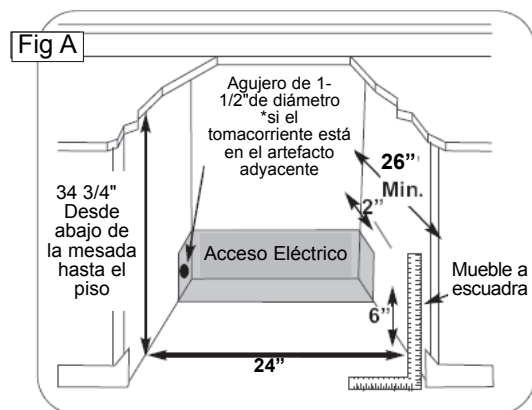 Fig A
Agujero de 1-
1/2"de diámetro
*si el
tomacorriente está
en el artefacto
adyacente
26”
Min.
2”
34 3/4"
Desde
abajo de
la mesada
hasta el
piso
Acceso Eléctrico
Mueble a
escuadra
6”
24”